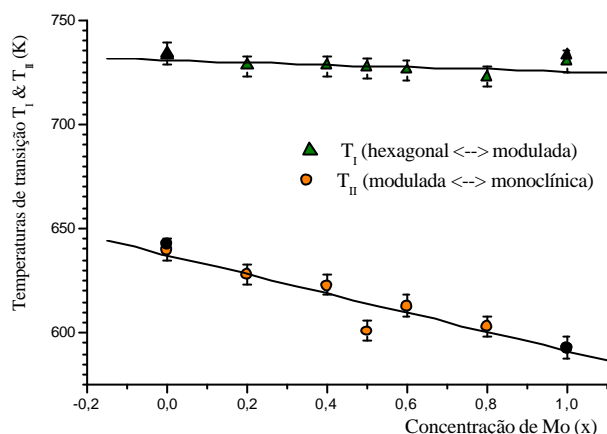 Temperaturas de transição T_I & T_II (K)
750
700
650
600
T_I (hexagonal <--> modulada)
T_II (modulada <--> monoclínica)
-0,2 0,0 0,2 0,4 0,6 0,8 1,0
Concentração de Mo (x)